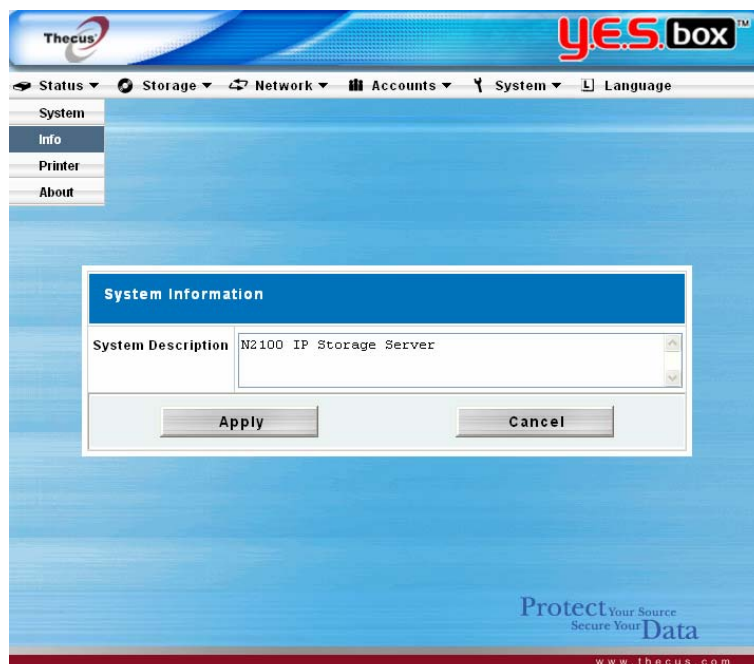 Thecus
Y.E.S.box™
Status Storage Network Accounts System L Language
System
Info
Printer
About
System Information
System Description N2100 IP Storage Server
Apply Cancel
Protect Your Source
Secure Your Data
www.thecus.com